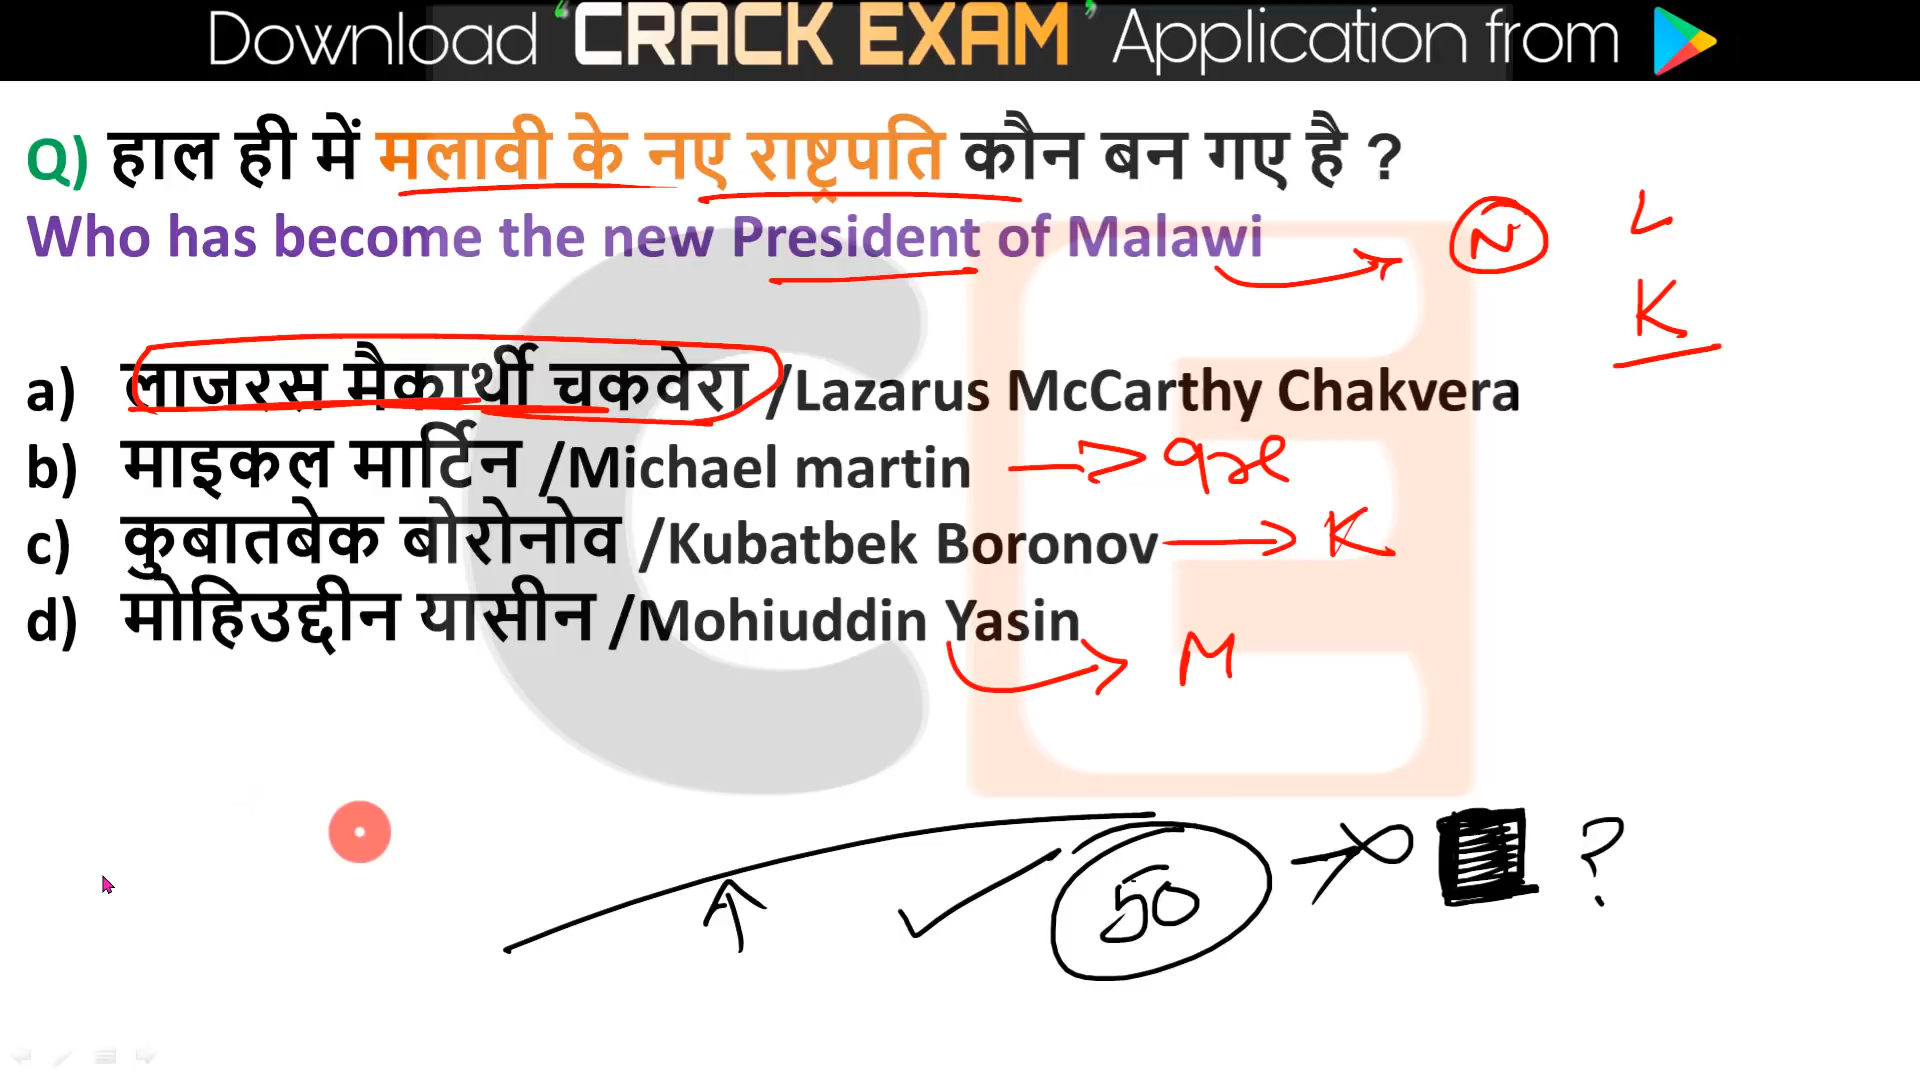 Download 'CRACK EXAM' Application from
Q) हाल ही में मलावी के नए राष्ट्रपति कौन बन गए है ?
Who has become the new President of Malawi
N
L
K
a) लाजरस मैकार्थी चकवेरा /Lazarus McCarthy Chakvera
b) माइकल मार्टिन /Michael martin
c) कुबातबेक बोरोनोव /Kubatbek Boronov
K
d) मोहिउद्दीन यासीन /Mohiuddin Yasin
M
50
?